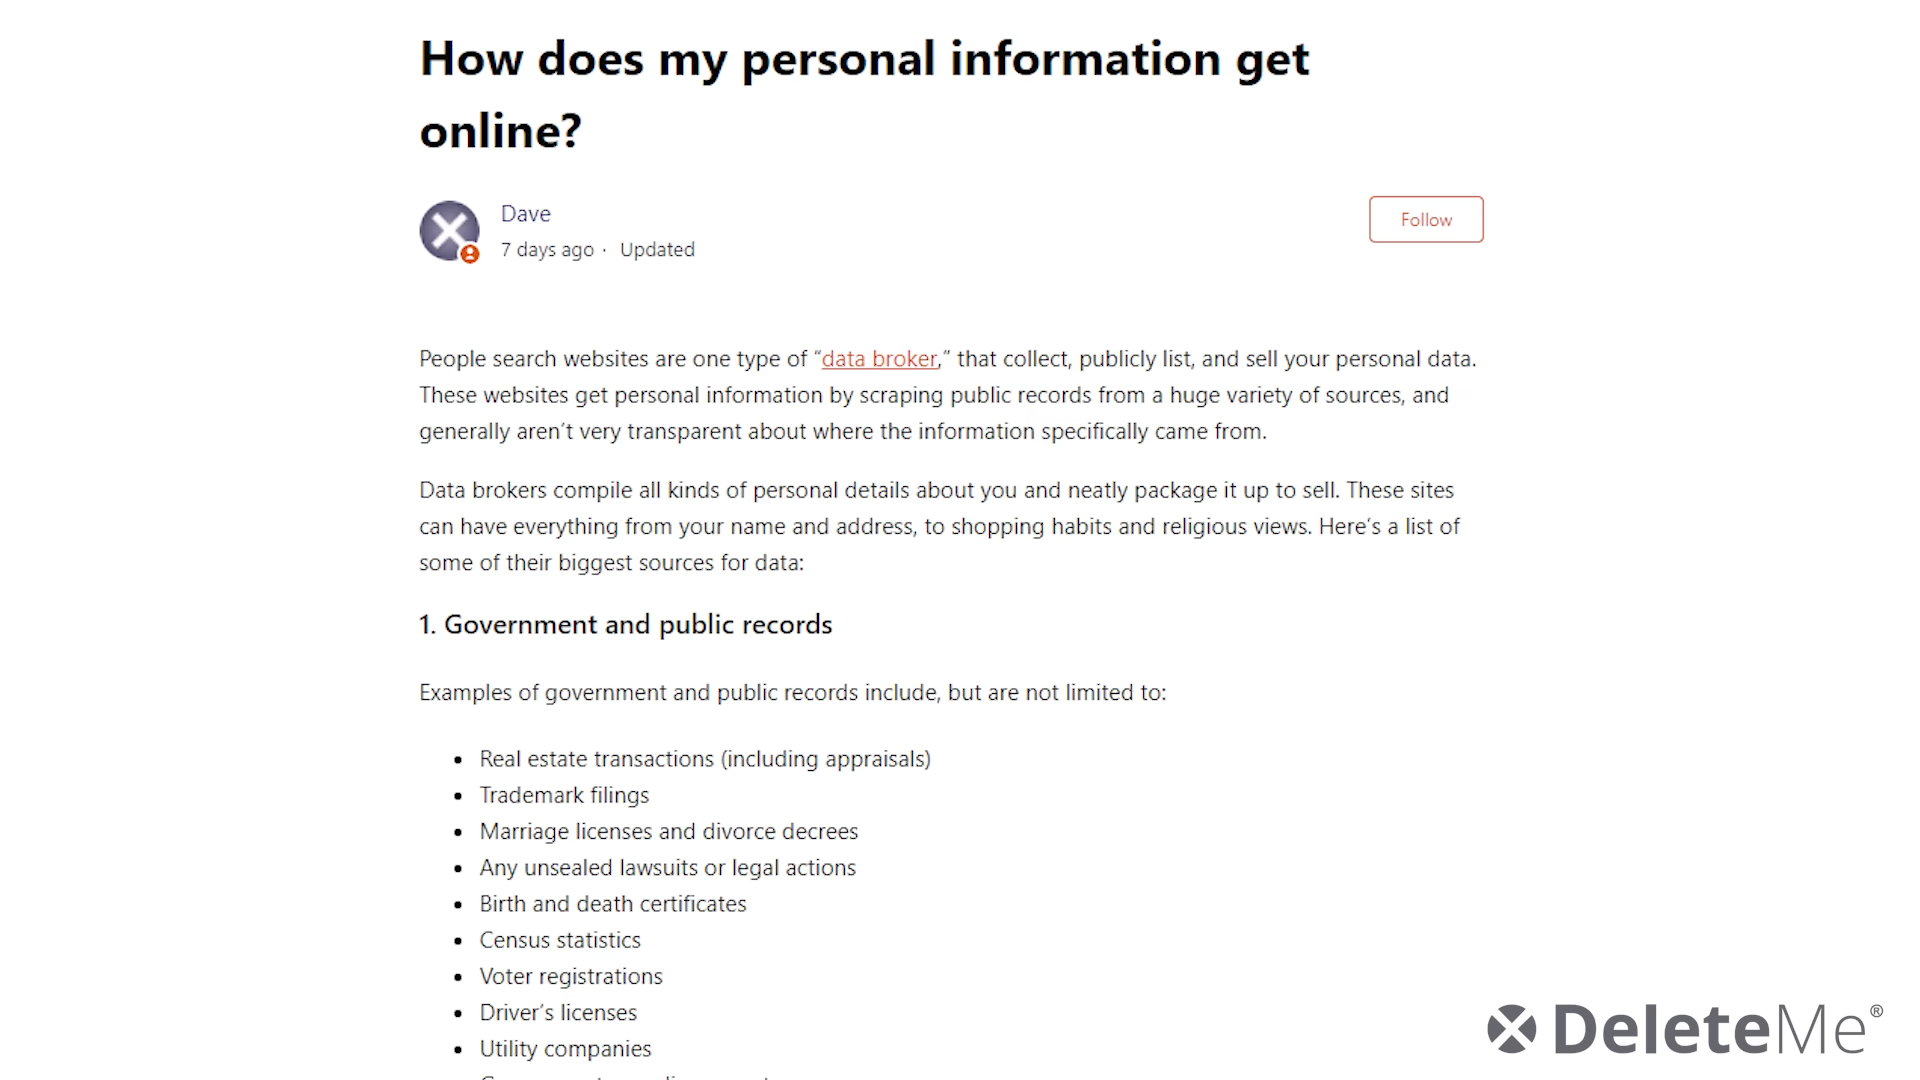 How does my personal information get
online?
Dave
7 days ago · Updated
Follow
People search websites are one type of “data broker,” that collect, publicly list, and sell your personal data.
These websites get personal information by scraping public records from a huge variety of sources, and
generally aren’t very transparent about where the information specifically came from.
Data brokers compile all kinds of personal details about you and neatly package it up to sell. These sites
can have everything from your name and address, to shopping habits and religious views. Here’s a list of
some of their biggest sources for data:
1. Government and public records
Examples of government and public records include, but are not limited to:
• Real estate transactions (including appraisals)
• Trademark filings
• Marriage licenses and divorce decrees
• Any unsealed lawsuits or legal actions
• Birth and death certificates
• Census statistics
• Voter registrations
• Driver’s licenses
• Utility companies
DeleteMe®